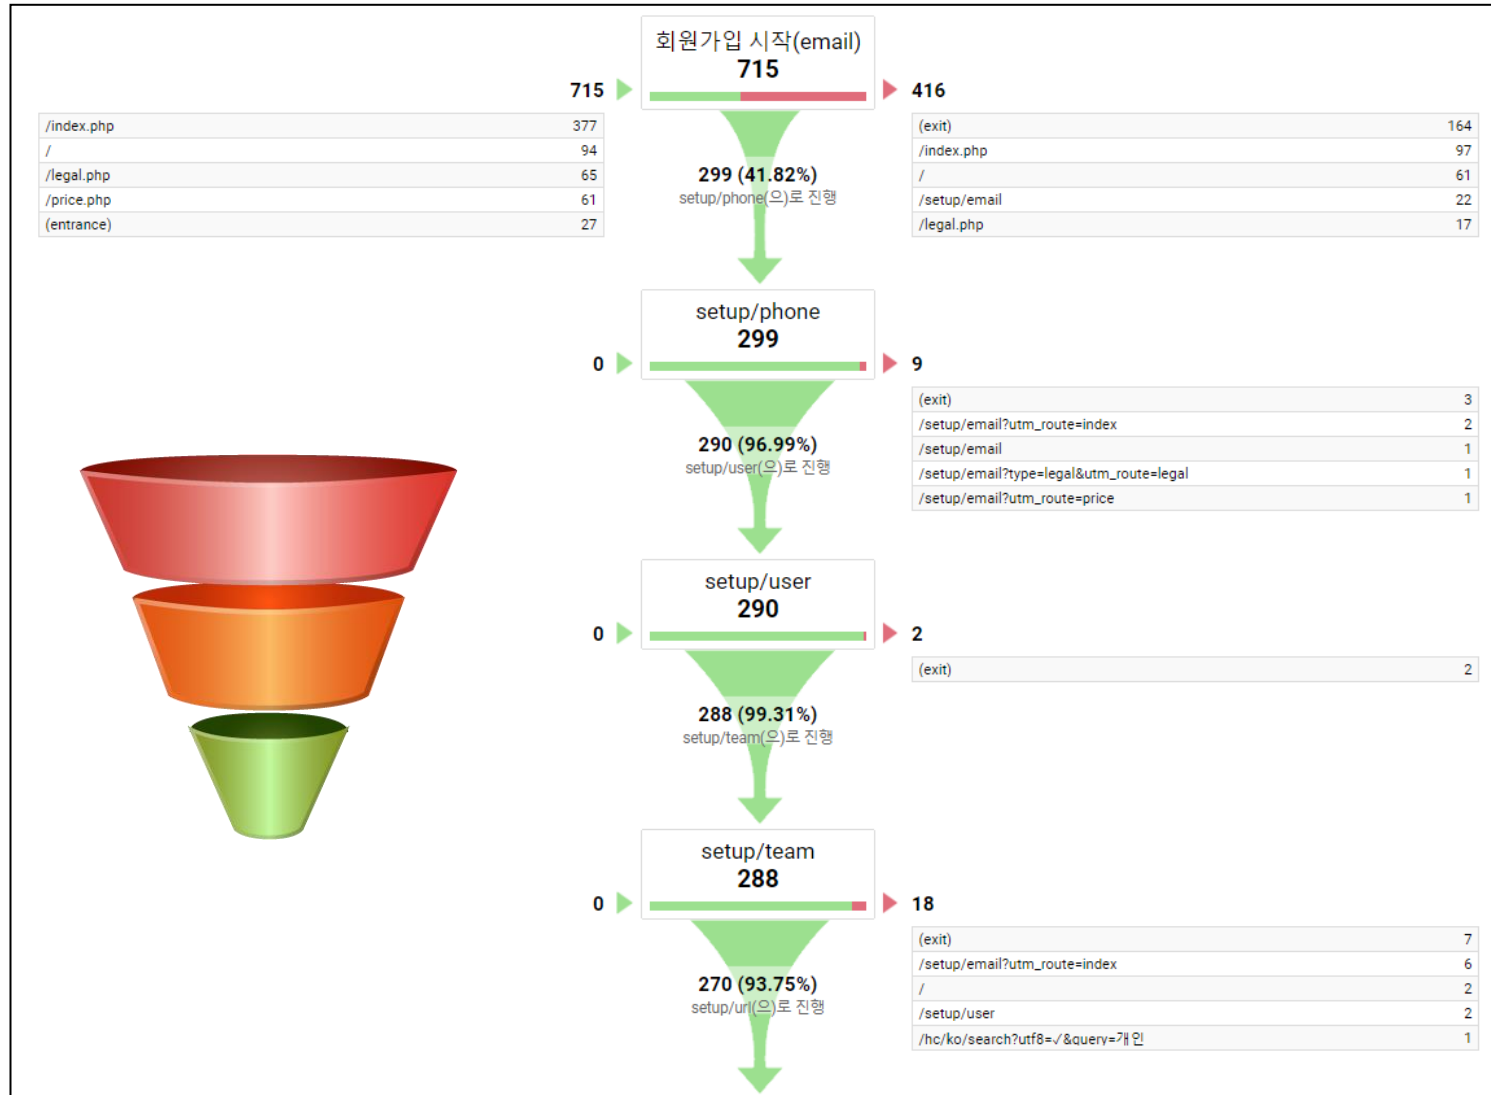 회원가입 시작(email)
715
715
416
/index.php 377
/ 94
/legal.php 65
/price.php 61
(entrance) 27
(exit) 164
/index.php 97
/ 61
/setup/email 22
/legal.php 17
299 (41.82%)
setup/phone(으)로 진행
setup/phone
299
0
9
(exit) 3
/setup/email?utm_route=index 2
/setup/email 1
/setup/email?type=legal&utm_route=legal 1
/setup/email?utm_route=price 1
290 (96.99%)
setup/user(으)로 진행
setup/user
290
0
2
(exit) 2
288 (99.31%)
setup/team(으)로 진행
setup/team
288
0
18
(exit) 7
/setup/email?utm_route=index 6
/ 2
/setup/user 2
/hc/ko/search?utf8=✓&query=개인 1
270 (93.75%)
setup/url(으)로 진행